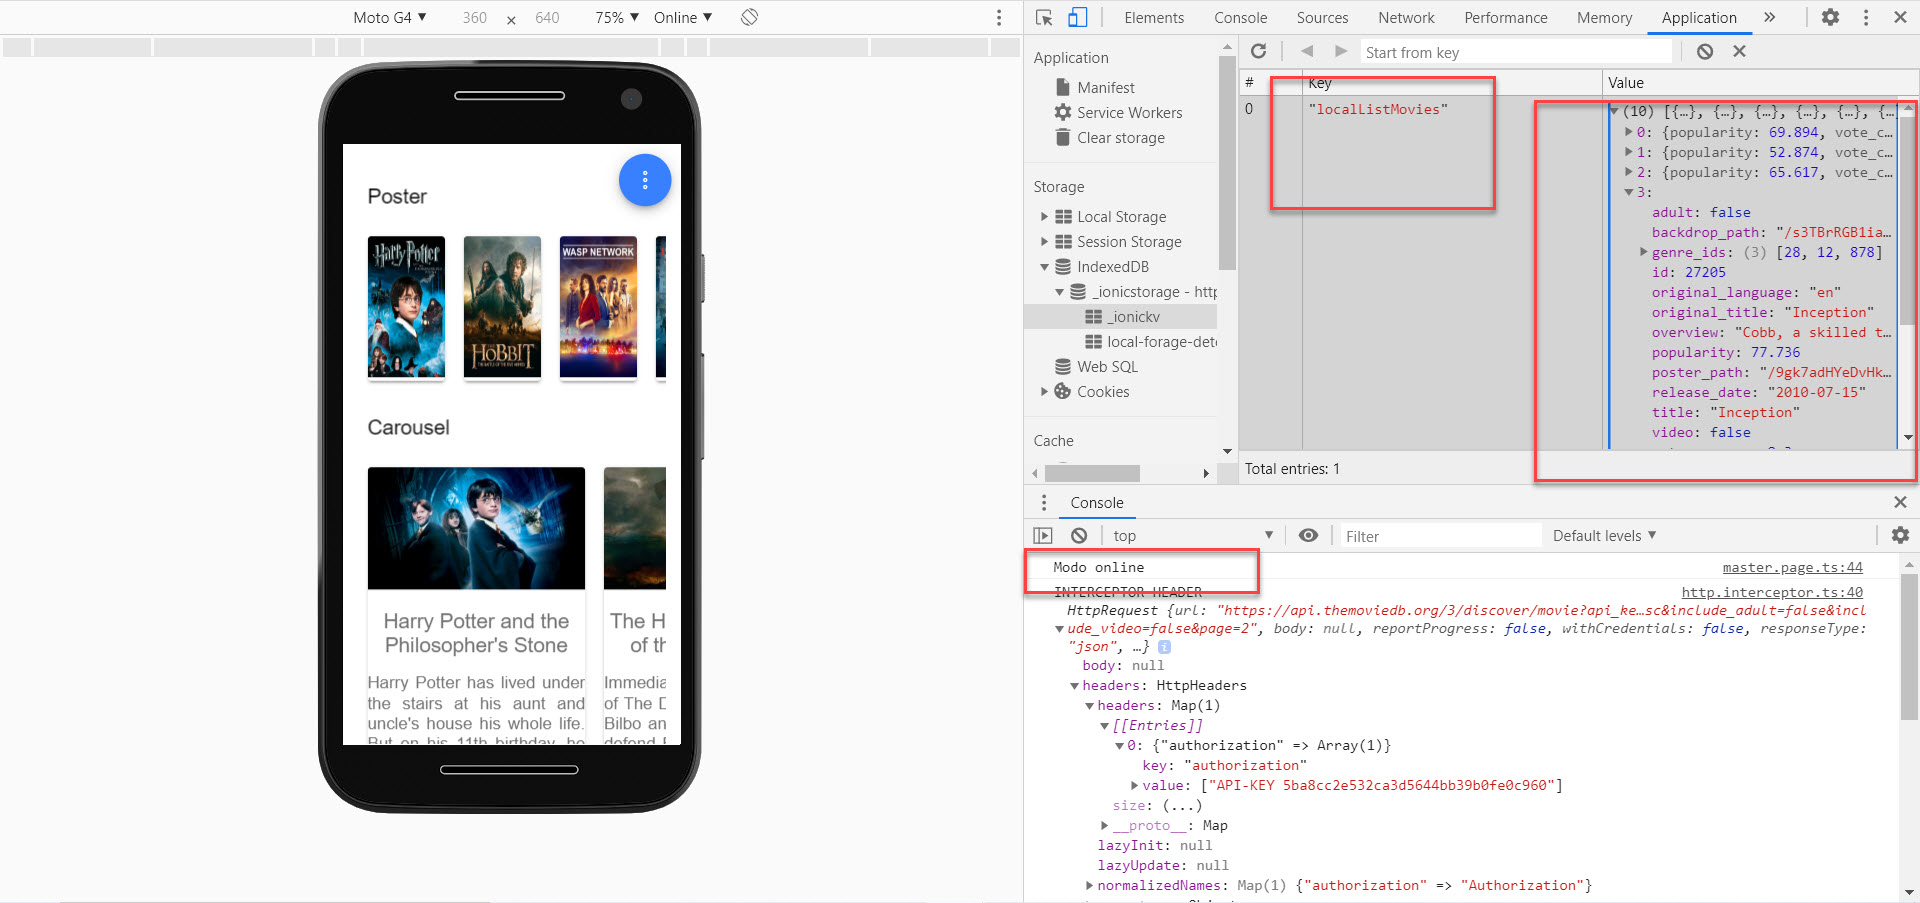 Moto G4 ▼ 360 × 640 75% ▼ Online ▼
Elements Console Sources Network Performance Memory Application »
Poster
Harry Potter
THE HOBBIT
WASP NETWORK
Carousel
Harry Potter and the
Philosopher's Stone
Harry Potter has lived under
the stairs at his aunt and
uncle's house his whole life.
But on his 11th birthday, he
The H
of th
Immedia
of The D
Bilbo an
defend E
Application
Manifest
Service Workers
Clear storage
Storage
Local Storage
Session Storage
IndexedDB
_ionicstorage - http
_ionickv
local-forage-dete
Web SQL
Cookies
Cache
Start from key
# Key Value
0 "localListMovies"
(10) [{…}, {…}, {…}, {…}, {…}, {…
0: {popularity: 69.894, vote_c…
1: {popularity: 52.874, vote_c…
2: {popularity: 65.617, vote_c…
3:
adult: false
backdrop_path: "/s3TBrRGB1ia…
genre_ids: (3) [28, 12, 878]
id: 27205
original_language: "en"
original_title: "Inception"
overview: "Cobb, a skilled t…
popularity: 77.736
poster_path: "/9gk7adHYeDvHk…
release_date: "2010-07-15"
title: "Inception"
video: false
Total entries: 1
Console
top ▼ Filter Default levels ▼
Modo online master.page.ts:44
INTERCEPTOR HEADER http.interceptor.ts:40
HttpRequest {url: "https://api.themoviedb.org/3/discover/movie?api_ke…sc&include_adult=false&incl
ude_video=false&page=2", body: null, reportProgress: false, withCredentials: false, responseType:
"json", …} i
body: null
headers: HttpHeaders
headers: Map(1)
[[Entries]]
0: {"authorization" => Array(1)}
key: "authorization"
value: ["API-KEY 5ba8cc2e532ca3d5644bb39b0fe0c960"]
size: (...)
__proto__: Map
lazyInit: null
lazyUpdate: null
normalizedNames: Map(1) {"authorization" => "Authorization"}